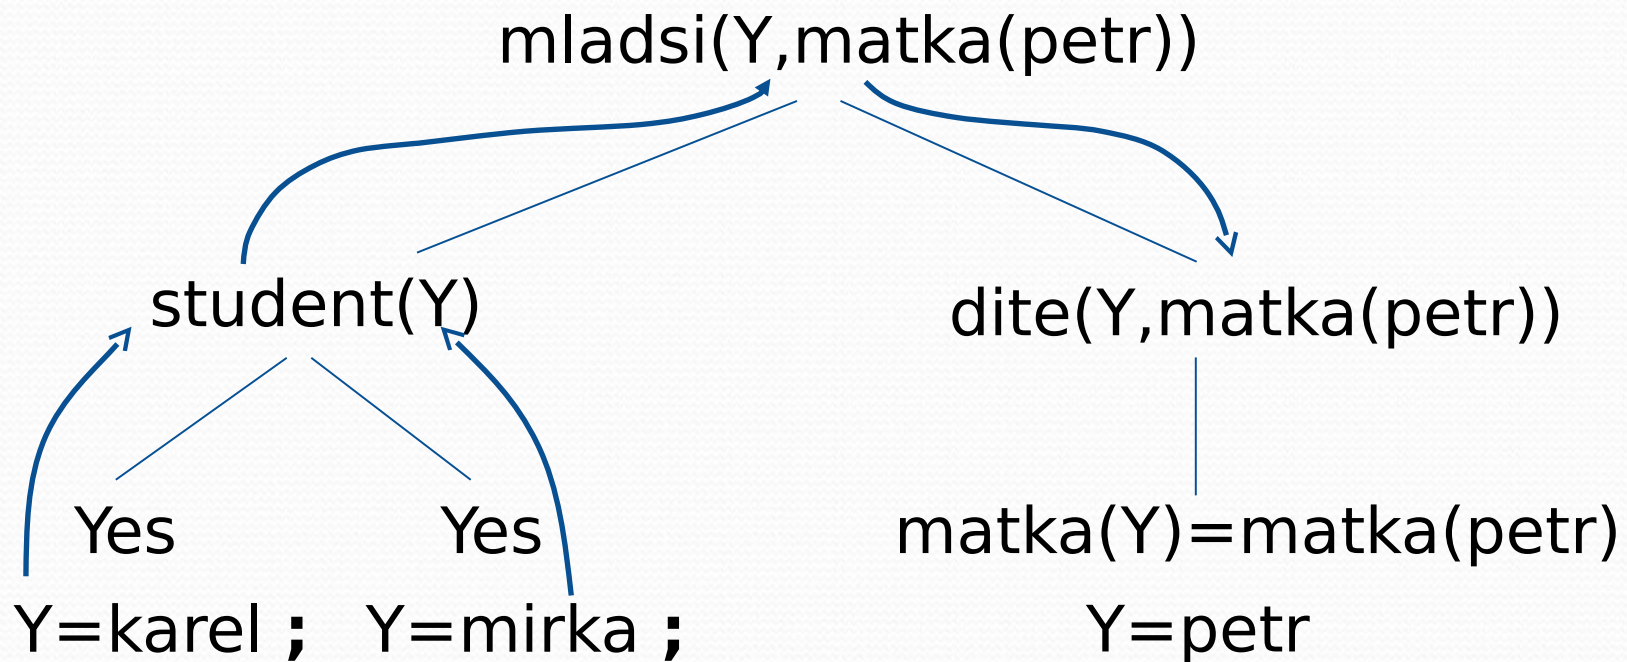 mladsi(Y,matka(petr))
student(Y)
dite(Y,matka(petr))
Yes
Yes
matka(Y)=matka(petr)
Y=karel ;
Y=mirka ;
Y=petr